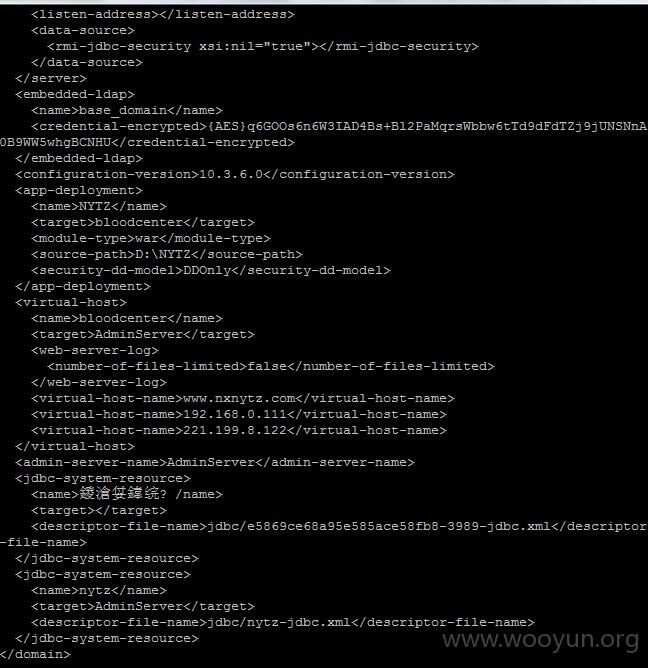 <listen-address></listen-address>
<data-source>
<rmi-jdbc-security xsi:nil="true"></rmi-jdbc-security>
</data-source>
</server>
<embedded-ldap>
<name>base_domain</name>
<credential-encrypted>{AES}q6GOOs6n6W3IAD4Bs+Bl2PaMqrsWbbw6tTd9dFdTZj9jUNSNnA
0B9WW5whgBCNHU</credential-encrypted>
</embedded-ldap>
<configuration-version>10.3.6.0</configuration-version>
<app-deployment>
<name>NYTZ</name>
<target>bloodcenter</target>
<module-type>war</module-type>
<source-path>D:\NYTZ</source-path>
<security-dd-model>DDOnly</security-dd-model>
</app-deployment>
<virtual-host>
<name>bloodcenter</name>
<target>AdminServer</target>
<web-server-log>
<number-of-files-limited>false</number-of-files-limited>
</web-server-log>
<virtual-host-name>www.nxnytz.com</virtual-host-name>
<virtual-host-name>192.168.0.111</virtual-host-name>
<virtual-host-name>221.199.8.122</virtual-host-name>
</virtual-host>
<admin-server-name>AdminServer</admin-server-name>
<jdbc-system-resource>
<name>? /name>
<target></target>
<descriptor-file-name>jdbc/e5869ce68a95e585ace58fb8-3989-jdbc.xml</descriptor
-file-name>
</jdbc-system-resource>
<jdbc-system-resource>
<name>nytz</name>
<target>AdminServer</target>
<descriptor-file-name>jdbc/nytz-jdbc.xml</descriptor-file-name>
</jdbc-system-resource>
</domain>
www.wooyun.org